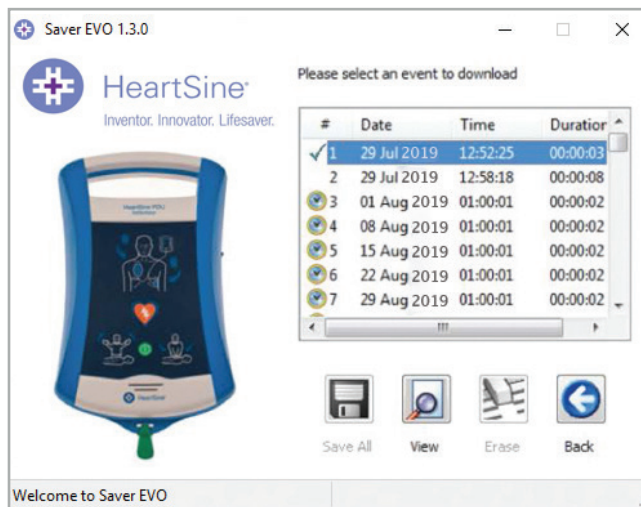 Saver EVO 1.3.0
HeartSine®
Inventor. Innovator. Lifesaver.
Please select an event to download
# Date Time Duration
1 29 Jul 2019 12:52:25 00:00:03
2 29 Jul 2019 12:58:18 00:00:08
3 01 Aug 2019 01:00:01 00:00:02
4 08 Aug 2019 01:00:01 00:00:02
5 15 Aug 2019 01:00:01 00:00:02
6 22 Aug 2019 01:00:01 00:00:02
7 29 Aug 2019 01:00:01 00:00:02
HeartSine PDU
HeartSine
Save All View Erase Back
Welcome to Saver EVO